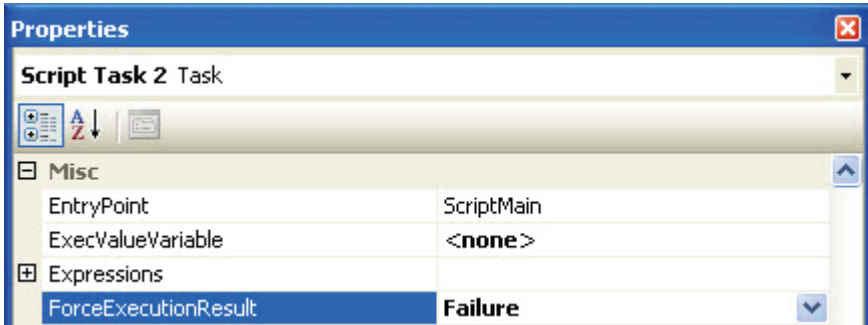 Properties
Script Task 2 Task
A
Z
Misc
EntryPoint ScriptMain
ExecValueVariable <none>
Expressions
ForceExecutionResult Failure